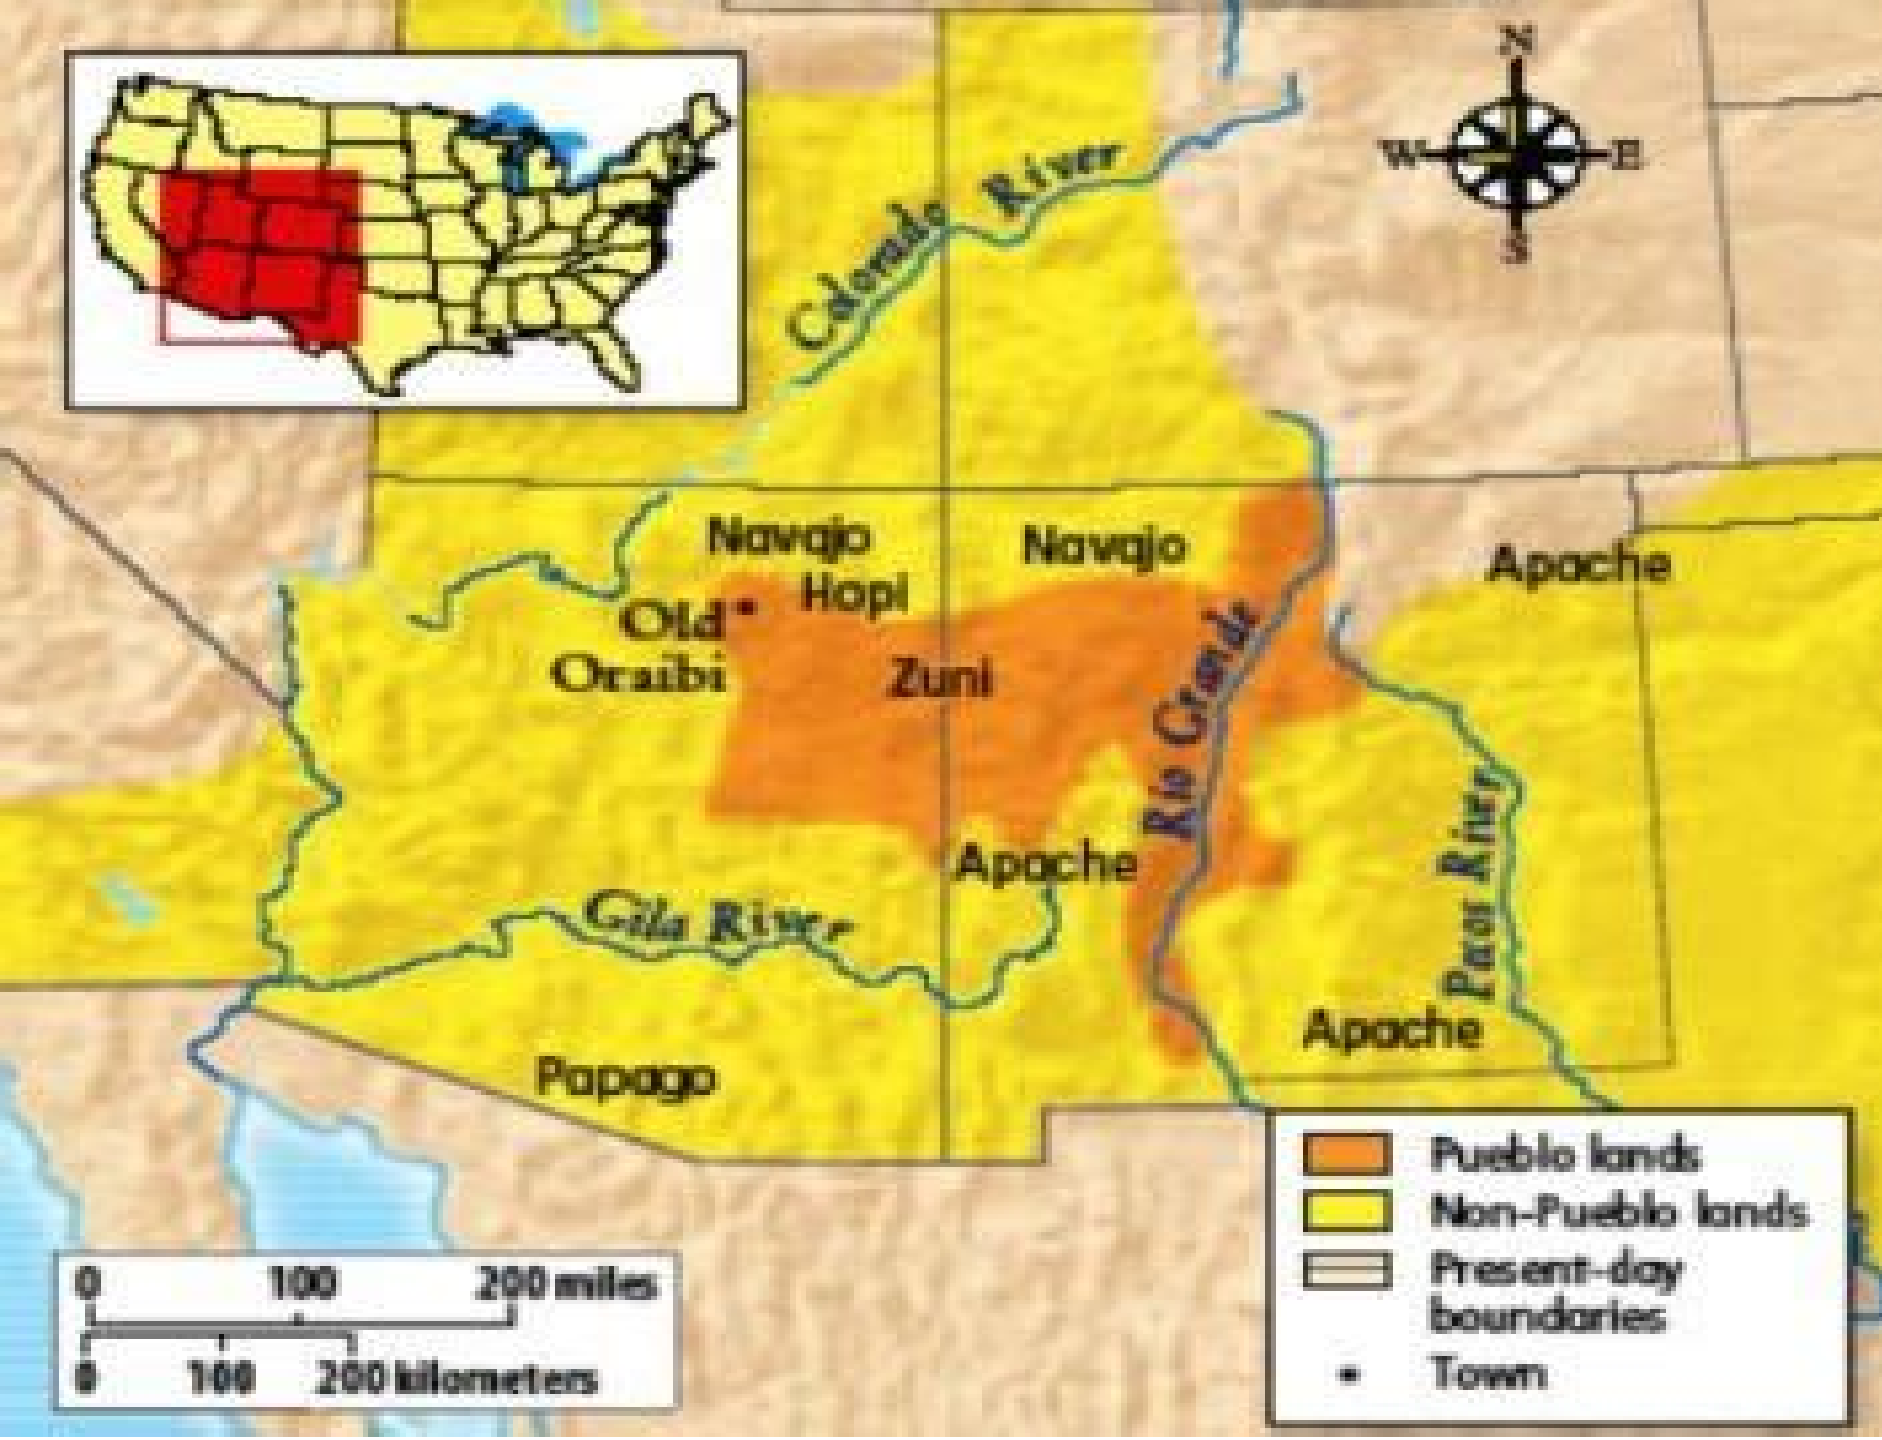 N
W E
S
Colorado River
Navajo
Navajo
Hopi
Apache
Old
Oraibi
Zuni
Rio Grande
Apache
Gila River
Pecos River
Apache
Papago
Pueblo lands
Non-Pueblo lands
Present-day
boundaries
Town
0 100 200 miles
0 100 200 kilometers